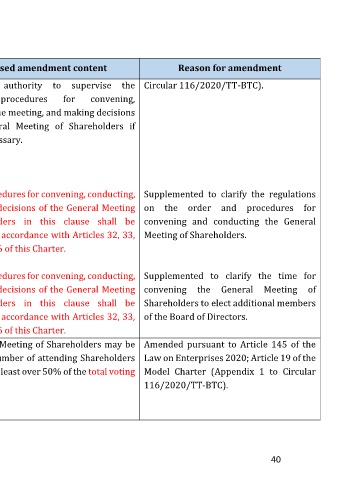 sed amendment content
Reason for amendment
authority to supervise the
procedures for convening,
e meeting, and making decisions
ral Meeting of Shareholders if
ssary.
Circular 116/2020/TT-BTC).
edures for convening, conducting,
decisions of the General Meeting
ders in this clause shall be
accordance with Articles 32, 33,
6 of this Charter.
Supplemented to clarify the regulations
on the order and procedures for
convening and conducting the General
Meeting of Shareholders.
edures for convening, conducting,
decisions of the General Meeting
ders in this clause shall be
accordance with Articles 32, 33,
6 of this Charter.
Supplemented to clarify the time for
convening the General Meeting of
Shareholders to elect additional members
of the Board of Directors.
Meeting of Shareholders may be
umber of attending Shareholders
least over 50% of the total voting
Amended pursuant to Article 145 of the
Law on Enterprises 2020; Article 19 of the
Model Charter (Appendix 1 to Circular
116/2020/TT-BTC).
40